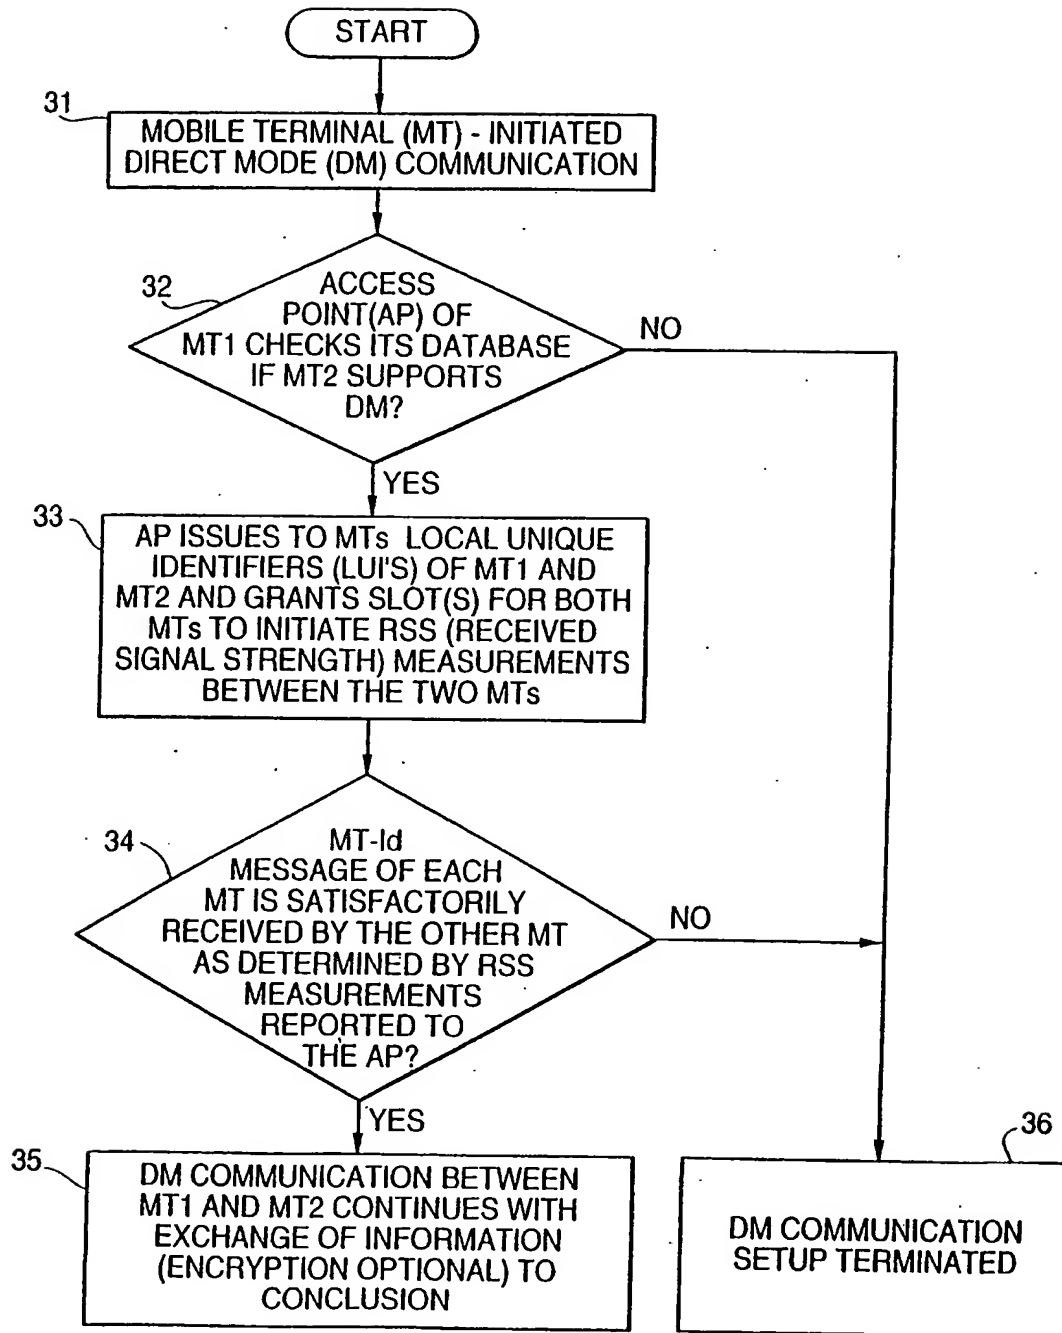 START
31
MOBILE TERMINAL (MT) - INITIATED
DIRECT MODE (DM) COMMUNICATION
32
ACCESS
POINT(AP) OF
MT1 CHECKS ITS DATABASE
IF MT2 SUPPORTS
DM?
NO
YES
33
AP ISSUES TO MTs LOCAL UNIQUE
IDENTIFIERS (LUI'S) OF MT1 AND
MT2 AND GRANTS SLOT(S) FOR BOTH
MTs TO INITIATE RSS (RECEIVED
SIGNAL STRENGTH) MEASUREMENTS
BETWEEN THE TWO MTs
34
MT-Id
MESSAGE OF EACH
MT IS SATISFACTORILY
RECEIVED BY THE OTHER MT
AS DETERMINED BY RSS
MEASUREMENTS
REPORTED TO
THE AP?
NO
YES
35
DM COMMUNICATION BETWEEN
MT1 AND MT2 CONTINUES WITH
EXCHANGE OF INFORMATION
(ENCRYPTION OPTIONAL) TO
CONCLUSION
36
DM COMMUNICATION
SETUP TERMINATED